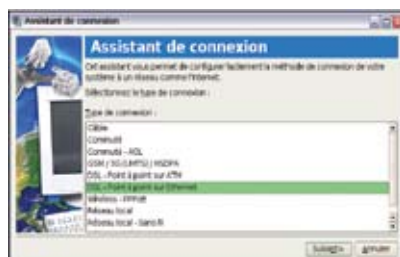 Assistant de connexion
Assistant de connexion
Cet assistant vous permet de configurer facilement la méthode de connexion de votre
système à un réseau comme l'Internet.
Sélectionnez le type de connexion :
Type de connexion :
Câble
Commuté
Commuté - AOL
GSM / 3G (UMTS) / HSDPA
DSL - Point à point sur ATM
DSL - Point à point sur Ethernet
Wireless - PPPoE
Réseau local
Réseau local - Sans fil
Suivant
Annuler